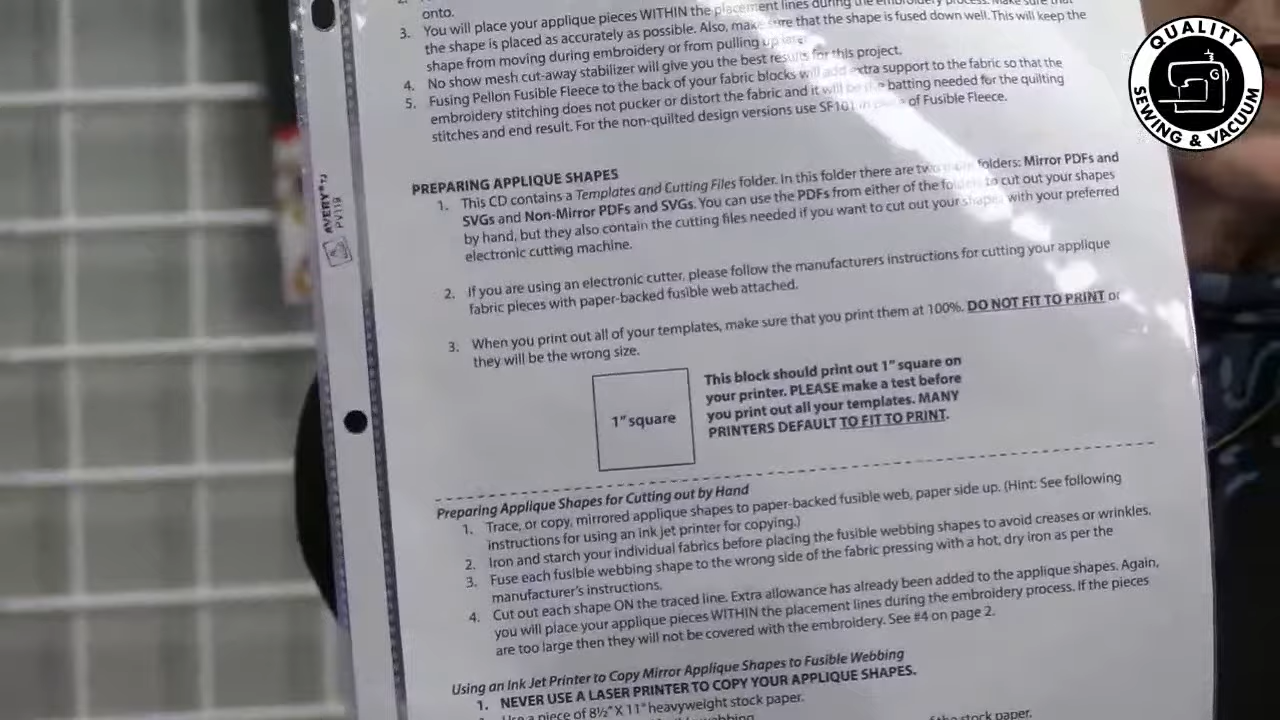 onto.
3. You will place your applique pieces WITHIN the placement lines during the embroidery process. Make sure that
the shape is placed as accurately as possible. Also, make sure that the shape is fused down well. This will keep the
shape from moving during embroidery or from pulling up later.
4. No show mesh cut-away stabilizer will give you the best results for this project.
5. Fusing Pellon Fusible Fleece to the back of your fabric blocks will add extra support to the fabric so that the
embroidery stitching does not pucker or distort the fabric and it will be the batting needed for the quilting
stitches and end result. For the non-quilted design versions use SF101 in place of Fusible Fleece.
PREPARING APPLIQUE SHAPES
1. This CD contains a Templates and Cutting Files folder. In this folder there are two more folders: Mirror PDFs and
SVGs and Non-Mirror PDFs and SVGs. You can use the PDFs from either of the folders to cut out your shapes
by hand, but they also contain the cutting files needed if you want to cut out your shapes with your preferred
electronic cutting machine.
2. If you are using an electronic cutter, please follow the manufacturers instructions for cutting your applique
fabric pieces with paper-backed fusible web attached.
3. When you print out all of your templates, make sure that you print them at 100%. DO NOT FIT TO PRINT or
they will be the wrong size.
1" square
This block should print out 1" square on
your printer. PLEASE make a test before
you print out all your templates. MANY
PRINTERS DEFAULT TO FIT TO PRINT.
Preparing Applique Shapes for Cutting out by Hand
1. Trace, or copy, mirrored applique shapes to paper-backed fusible web, paper side up. (Hint: See following
instructions for using an ink jet printer for copying.)
2. Iron and starch your individual fabrics before placing the fusible webbing shapes to avoid creases or wrinkles.
3. Fuse each fusible webbing shape to the wrong side of the fabric pressing with a hot, dry iron as per the
manufacturer's instructions.
4. Cut out each shape ON the traced line. Extra allowance has already been added to the applique shapes. Again,
you will place your applique pieces WITHIN the placement lines during the embroidery process. If the pieces
are too large then they will not be covered with the embroidery. See #4 on page 2.
Using an Ink Jet Printer to Copy Mirror Applique Shapes to Fusible Webbing
1. NEVER USE A LASER PRINTER TO COPY YOUR APPLIQUE SHAPES.
Use a piece of 8½" X 11" heavyweight stock paper.
webbing
the stock paper.
AVERY
PV119
QUALITY
SEWING & VACUUM